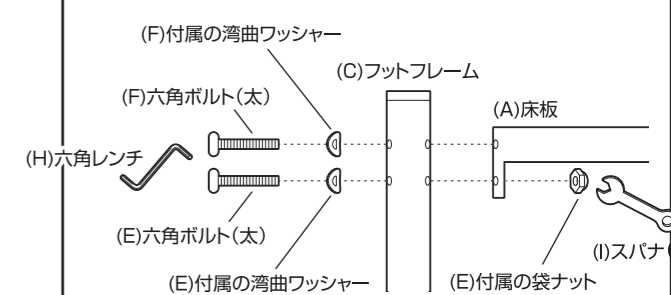 (F)付属の湾曲ワッシャー
(C)フットフレーム
(F)六角ボルト(太)
(A)床板
(H)六角レンチ
(E)六角ボルト(太)
(I)スパナ
(E)付属の湾曲ワッシャー
(E)付属の袋ナット